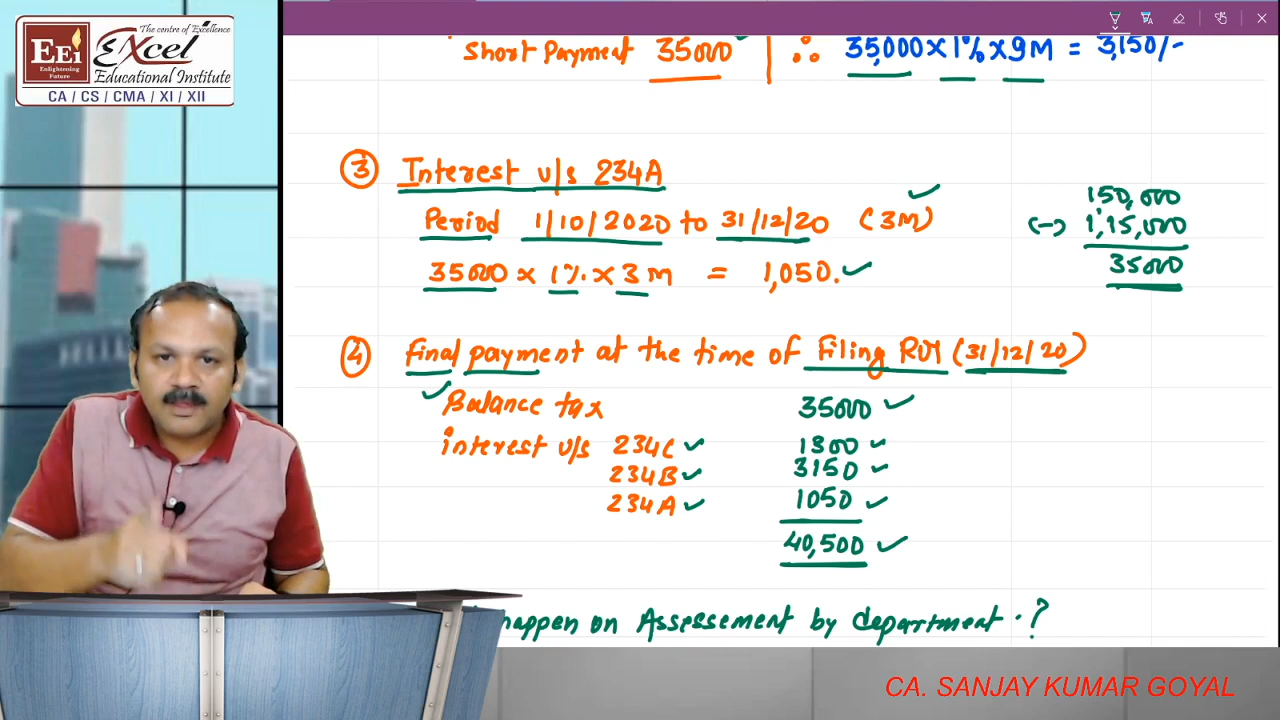 The centre of Excellence
EEi EXcel
Enlightening Future
Educational Institute
CA / CS / CMA / XI / XII
Short Payment 35000 | ∴ 35,000 x 1% x 9M = 3,150/-
③ Interest u/s 234A
Period 1/10/2020 to 31/12/20 (3M)
35000 x 1% x 3M = 1,050.
150,000
(-) 1,15,000
35000
④ Final payment at the time of Filing ROI (31/12/20)
Balance tax 35000
interest u/s 234C 1300
234B 3150
234A 1050
40,500
happen on Assessement by department.?
CA. SANJAY KUMAR GOYAL